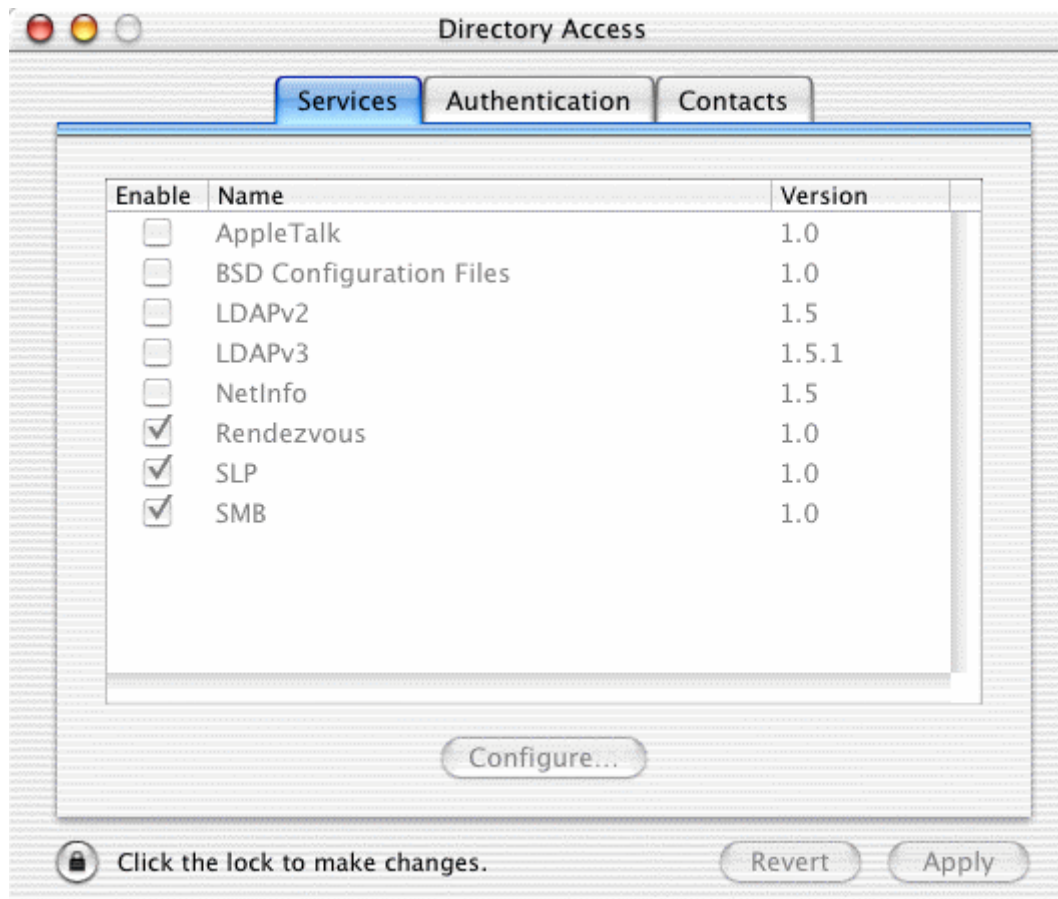 Directory Access
Services Authentication Contacts
Enable Name Version
AppleTalk 1.0
BSD Configuration Files 1.0
LDAPv2 1.5
LDAPv3 1.5.1
NetInfo 1.5
Rendezvous 1.0
SLP 1.0
SMB 1.0
Configure...
Click the lock to make changes. Revert Apply